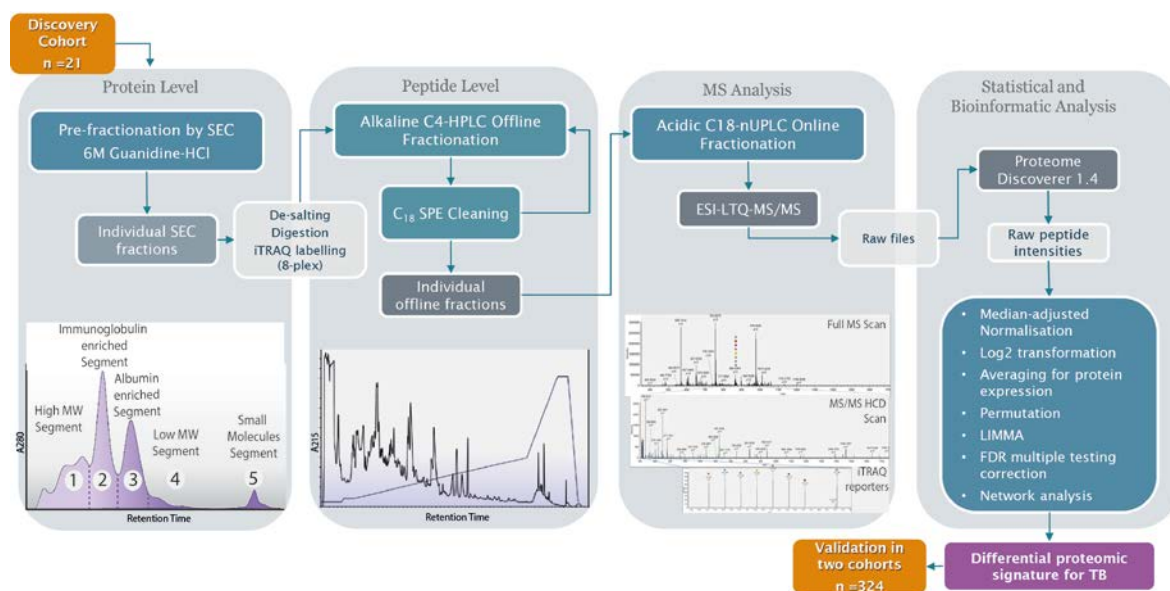 Discovery
Cohort
n =21
Protein Level
Pre-fractionation by SEC
6M Guanidine-HCl
Individual SEC
fractions
De-salting
Digestion
iTRAQ labelling
(8-plex)
Immunoglobulin
enriched
Segment
Albumin
enriched
Segment
High MW
Segment
Low MW
Segment
Small
Molecules
Segment
1
2
3
4
5
A280
Retention Time
Peptide Level
Alkaline C4-HPLC Offline
Fractionation
C18 SPE Cleaning
Individual
offline fractions
A215
Retention Time
MS Analysis
Acidic C18-nUPLC Online
Fractionation
ESI-LTQ-MS/MS
Raw files
Full MS Scan
MS/MS HCD
Scan
iTRAQ
reporters
Statistical and
Bioinformatic Analysis
Proteome
Discoverer 1.4
Raw peptide
intensities
• Median-adjusted
Normalisation
• Log2 transformation
• Averaging for protein
expression
• Permutation
• LIMMA
• FDR multiple testing
correction
• Network analysis
Differential proteomic
signature for TB
Validation in
two cohorts
n =324